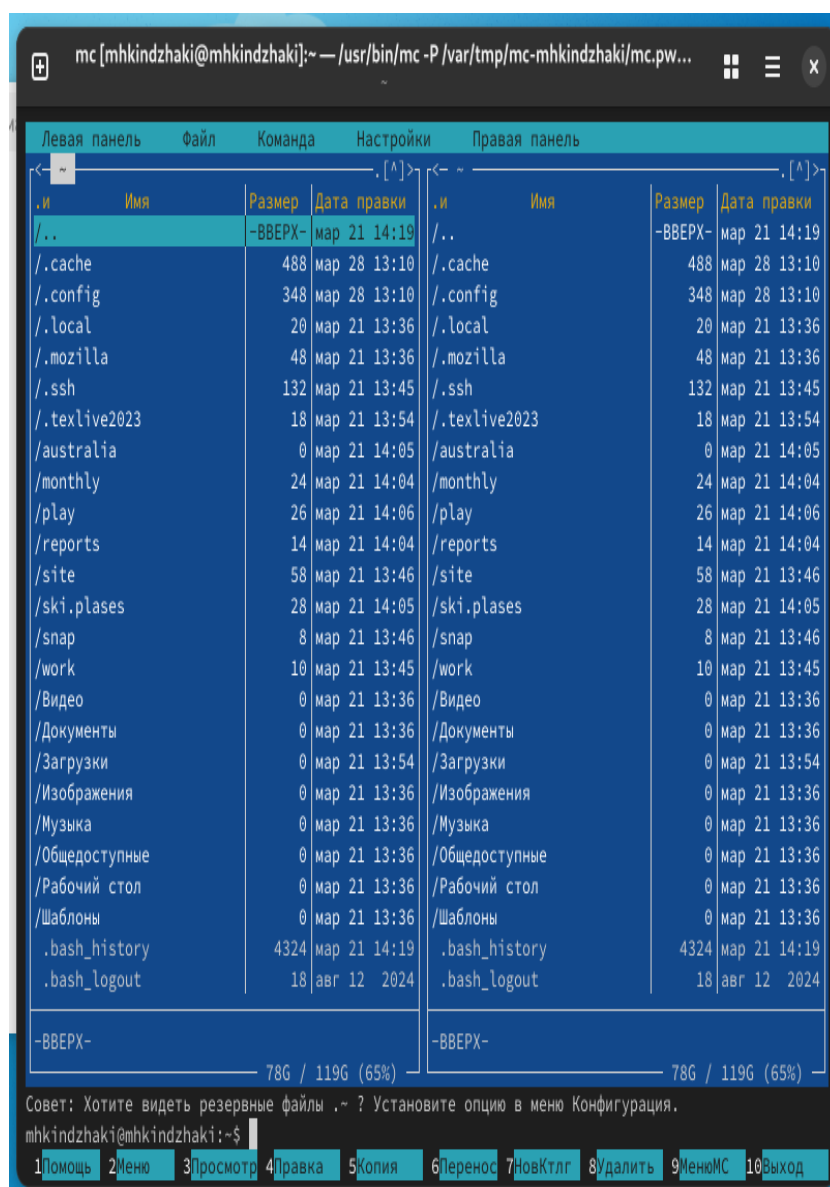 mc [mhkindzhaki@mhkindzhaki]:~ — /usr/bin/mc -P /var/tmp/mc-mhkindzhaki/mc.pw…
~
Левая панель Файл Команда Настройки Правая панель
<— ~ .[^]> <— ~ .[^]>
.и Имя Размер Дата правки .и Имя Размер Дата правки
/.. -ВВЕРХ- мар 21 14:19 /.. -ВВЕРХ- мар 21 14:19
/.cache 488 мар 28 13:10 /.cache 488 мар 28 13:10
/.config 348 мар 28 13:10 /.config 348 мар 28 13:10
/.local 20 мар 21 13:36 /.local 20 мар 21 13:36
/.mozilla 48 мар 21 13:36 /.mozilla 48 мар 21 13:36
/.ssh 132 мар 21 13:45 /.ssh 132 мар 21 13:45
/.texlive2023 18 мар 21 13:54 /.texlive2023 18 мар 21 13:54
/australia 0 мар 21 14:05 /australia 0 мар 21 14:05
/monthly 24 мар 21 14:04 /monthly 24 мар 21 14:04
/play 26 мар 21 14:06 /play 26 мар 21 14:06
/reports 14 мар 21 14:04 /reports 14 мар 21 14:04
/site 58 мар 21 13:46 /site 58 мар 21 13:46
/ski.plases 28 мар 21 14:05 /ski.plases 28 мар 21 14:05
/snap 8 мар 21 13:46 /snap 8 мар 21 13:46
/work 10 мар 21 13:45 /work 10 мар 21 13:45
/Видео 0 мар 21 13:36 /Видео 0 мар 21 13:36
/Документы 0 мар 21 13:36 /Документы 0 мар 21 13:36
/Загрузки 0 мар 21 13:54 /Загрузки 0 мар 21 13:54
/Изображения 0 мар 21 13:36 /Изображения 0 мар 21 13:36
/Музыка 0 мар 21 13:36 /Музыка 0 мар 21 13:36
/Общедоступные 0 мар 21 13:36 /Общедоступные 0 мар 21 13:36
/Рабочий стол 0 мар 21 13:36 /Рабочий стол 0 мар 21 13:36
/Шаблоны 0 мар 21 13:36 /Шаблоны 0 мар 21 13:36
.bash_history 4324 мар 21 14:19 .bash_history 4324 мар 21 14:19
.bash_logout 18 авг 12 2024 .bash_logout 18 авг 12 2024
-ВВЕРХ- -ВВЕРХ-
78G / 119G (65%) 78G / 119G (65%)
Совет: Хотите видеть резервные файлы .~ ? Установите опцию в меню Конфигурация.
mhkindzhaki@mhkindzhaki:~$
1Помощь 2Меню 3Просмотр 4Правка 5Копия 6Перенос 7НовКтлг 8Удалить 9МенюMC 10Выход